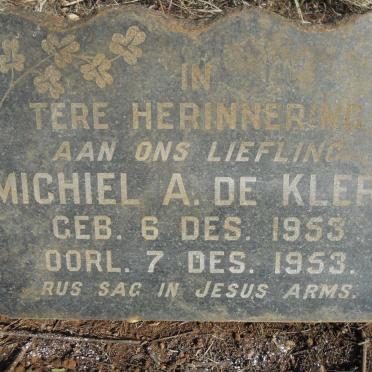 IN
TERE HERINNERING
AAN ONS LIEFLING
MICHIEL A. DE
GEB. 6 DES. 1953
OORL. 7 DES. 1953.
RUS SAG IN JESUS ARMS.